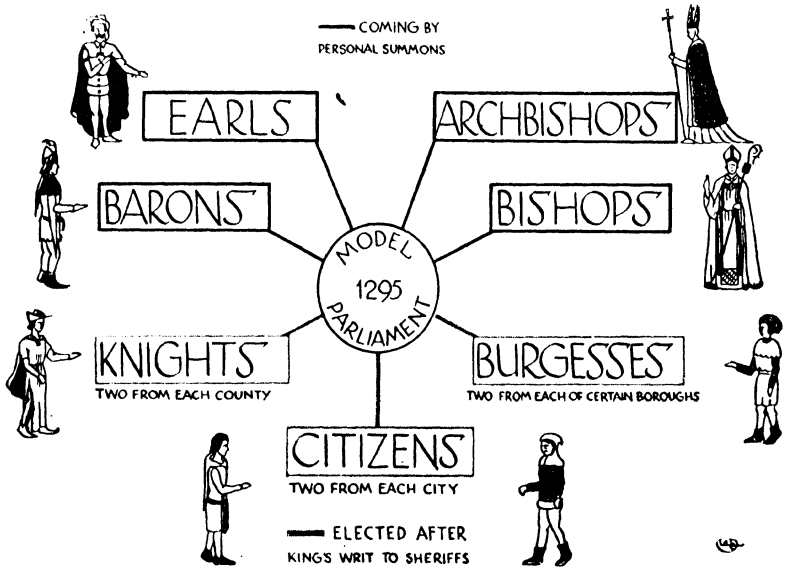 COMING BY
PERSONAL SUMMONS
EARLS
ARCHBISHOPS
BARONS
BISHOPS
MODEL
1295
PARLIAMENT
KNIGHTS
TWO FROM EACH COUNTY
BURGESSES
TWO FROM EACH OF CERTAIN BOROUGHS
CITIZENS
TWO FROM EACH CITY
ELECTED AFTER
KING'S WRIT TO SHERIFFS